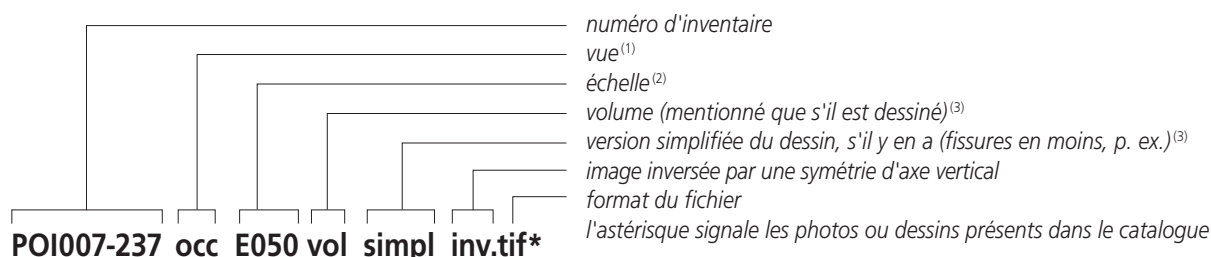 numéro d'inventaire
vue(1)
échelle(2)
volume (mentionné que s'il est dessiné)(3)
version simplifiée du dessin, s'il y en a (fissures en moins, p. ex.)(3)
image inversée par une symétrie d'axe vertical
format du fichier
l'astérisque signale les photos ou dessins présents dans le catalogue
POI007-237 occ E050 vol simpl inv.tif*